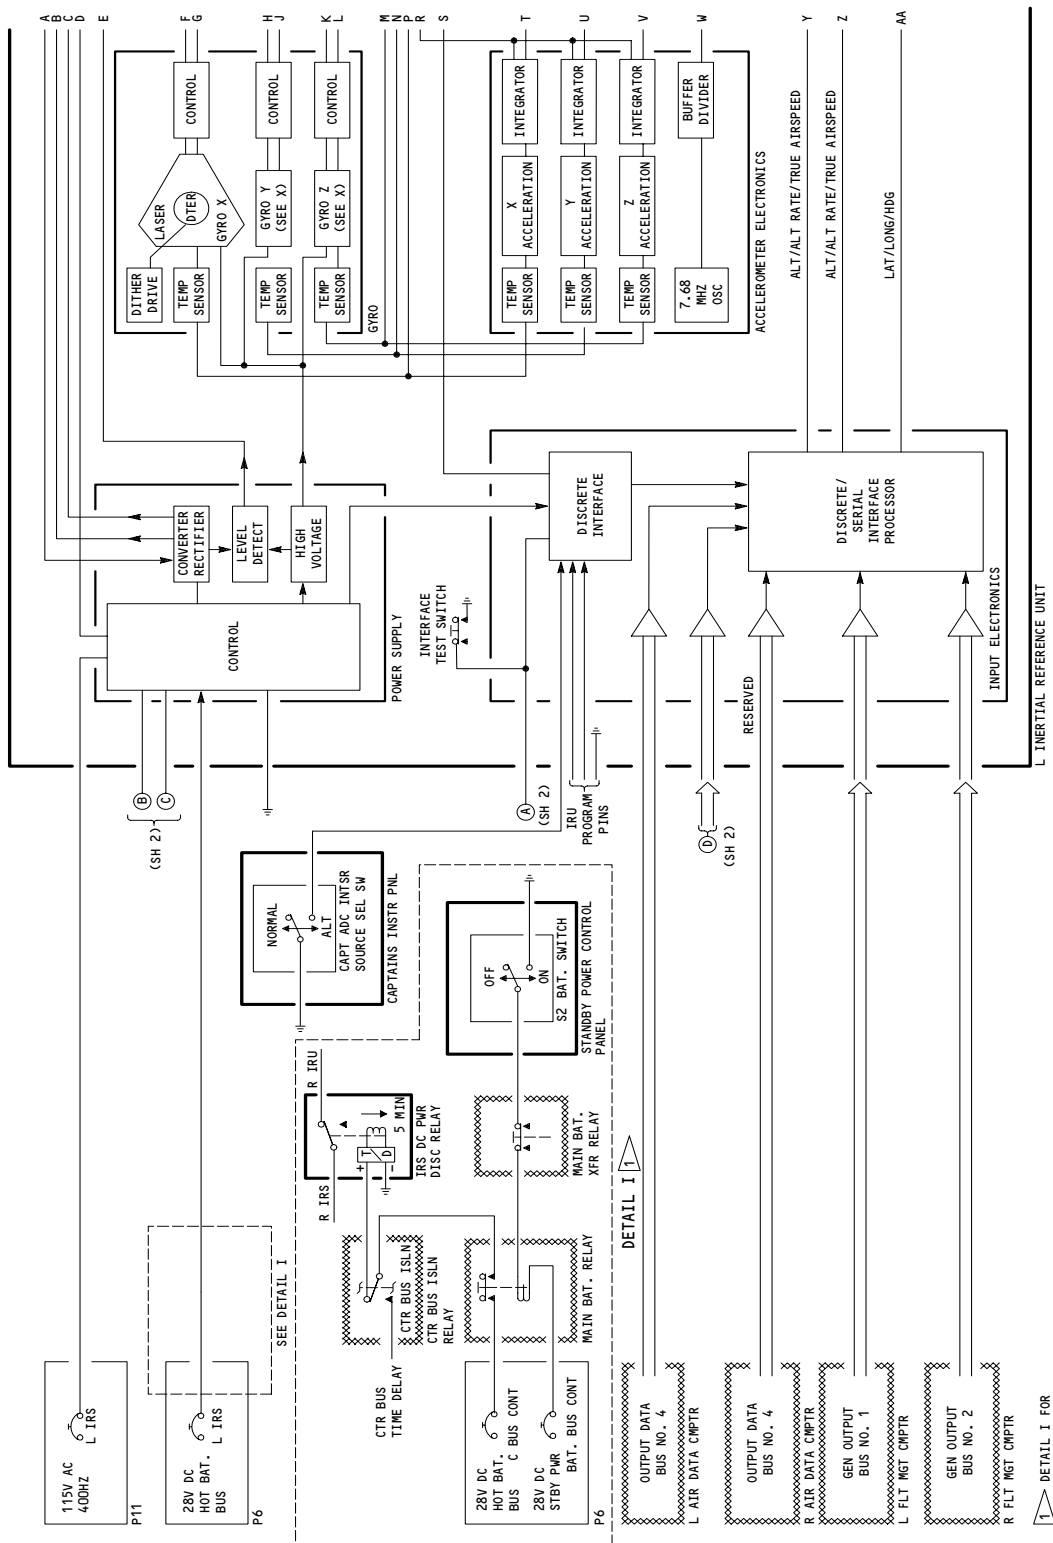 115V AC
400HZ
L IRS
P11
28V DC
HOT BAT.
BUS
L IRS
P6
SEE DETAIL I
(SH 2)
B
C
CONTROL
POWER SUPPLY
CONVERTER
RECTIFIER
LEVEL
DETECT
HIGH
VOLTAGE
A
B
C
D
E
F
G
H
J
K
L
M
N
P
R
S
T
U
V
W
Y
Z
AA
DITHER
DRIVE
LASER
DTER
GYRO X
CONTROL
TEMP
SENSOR
GYRO Y
(SEE X)
CONTROL
TEMP
SENSOR
GYRO Z
(SEE X)
CONTROL
TEMP
SENSOR
GYRO
TEMP
SENSOR
X
ACCELERATION
INTEGRATOR
TEMP
SENSOR
Y
ACCELERATION
INTEGRATOR
TEMP
SENSOR
Z
ACCELERATION
INTEGRATOR
7.68
MHZ
OSC
BUFFER
DIVIDER
ACCELEROMETER ELECTRONICS
NORMAL
ALT
CAPT ADC INTSR
SOURCE SEL SW
CAPTAINS INSTR PNL
R IRS
R IRU
T
D
+
-
5 MIN
IRS DC PWR
DISC RELAY
CTR BUS ISLN
CTR BUS ISLN
RELAY
CTR BUS
TIME DELAY
28V DC
HOT BAT.
BUS
C BUS CONT
28V DC
STBY PWR
BAT. BUS CONT
P6
MAIN BAT. RELAY
MAIN BAT.
XFR RELAY
OFF
ON
S2 BAT. SWITCH
STANDBY POWER CONTROL
PANEL
DETAIL I 1
INTERFACE
TEST SWITCH
A
(SH 2)
IRU
PROGRAM
PINS
DISCRETE
INTERFACE
DISCRETE/
SERIAL
INTERFACE
PROCESSOR
INPUT ELECTRONICS
ALT/ALT RATE/TRUE AIRSPEED
ALT/ALT RATE/TRUE AIRSPEED
LAT/LONG/HDG
OUTPUT DATA
BUS NO. 4
L AIR DATA CMPTR
D
(SH 2)
RESERVED
OUTPUT DATA
BUS NO. 4
R AIR DATA CMPTR
GEN OUTPUT
BUS NO. 1
L FLT MGT CMPTR
GEN OUTPUT
BUS NO. 2
R FLT MGT CMPTR
L INERTIAL REFERENCE UNIT
1 DETAIL I FOR